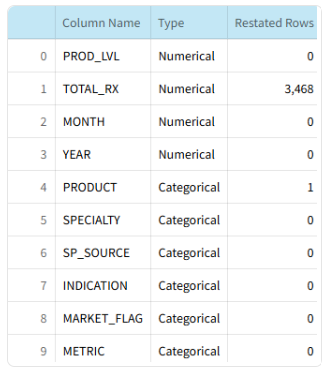 Column Name Type Restated Rows
0 PROD_LVL Numerical 0
1 TOTAL_RX Numerical 3,468
2 MONTH Numerical 0
3 YEAR Numerical 0
4 PRODUCT Categorical 1
5 SPECIALTY Categorical 0
6 SP_SOURCE Categorical 0
7 INDICATION Categorical 0
8 MARKET_FLAG Categorical 0
9 METRIC Categorical 0